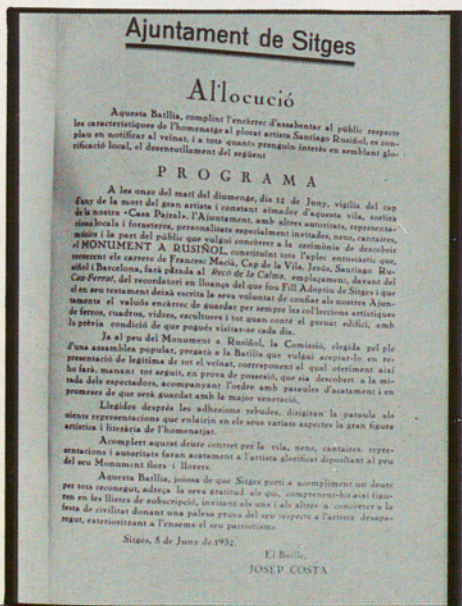 Ajuntament de Sitges
Al·locució
Aquesta Batllia, complint l'encàrrec d'assabentar al públic respecte
les característiques de l'homenatge al plorat artista Santiago Rusiñol, es com-
plau en notificar al veïnat, i a tots quants prenguin interès en semblant glo-
rificació local, el desenrotllament del següent
PROGRAMA
A les onze del matí del diumenge, dia 12 de Juny, vigília del cap
d'any de la mort del gran artista i constant aimador d'aquesta vila, sortirà
de la nostra «Casa Pairal», l'Ajuntament, amb altres autoritats, representa-
cions locals i forasteres, personalitats especialment invitades, nens, cantaires,
músics i la part del públic que vulgui concórrer a la cerimònia de descobrir
el MONUMENT A RUSIÑOL, constituint tots l'aplec entusiàstic que,
recorrent els carrers de Francesc Macià, Cap de la Vila, Jesús, Santiago Ru-
siñol i Barcelona, farà parada al Recó de la Calma, emplaçament, davant del
Cap-Ferrat, del recordatori en lloança del que fou Fill Adoptiu de Sitges i que
el en seu testament deixà escrita la seva voluntat de confiar als nostres Ajun-
taments el valuós encàrrec de guardar per sempre les col·leccions artístiques
de ferros, cuadros, vidres, escultures i tot quan conté el preuat edifici, amb
la prèvia condició de que pogués visitar-se cada dia.
Ja al peu del Monument a Rusiñol, la Comissió, elegida pel ple
d'una assamblea popular, pregarà a la Batllia que vulgui aceptar-lo en re-
presentació de legítima de tot el veïnat, corresponent al qual oferiment així
ho farà, manant tot seguit, en prova de possessió, que sia descobert a la mi-
rada dels espectadors, acompanyant l'ordre amb paraules d'acatament i en
promeses de que serà guardat amb la major veneració.
Llegides després les adhesions rebudes, dirigiran la paraula als
oients representacions que enlairin en els seus variats aspectes la gran figura
artística i literària de l'homenatjat.
Acomplert aquest deute contret per la vila, nens, cantaires, repre-
sentacions i autoritats faran acatament a l'artista glorificat dipositant al peu
del seu Monument flors i llorers.
Aquesta Batllia, joiosa de que Sitges porti a acompliment un deute
per tots reconegut, adreça la seva gratitud als qui, comprenent-ho així figu-
ren en les llistes de subscripció, invitant als uns i als altres a concórrer a la
festa de civilitat donant una palesa prova del seu respecte a l'artista desapa-
regut, exterioritzant a l'ensems el seu patriotisme.
Sitges, 5 de Juny de 1932.
El Batlle,
JOSEP COSTA